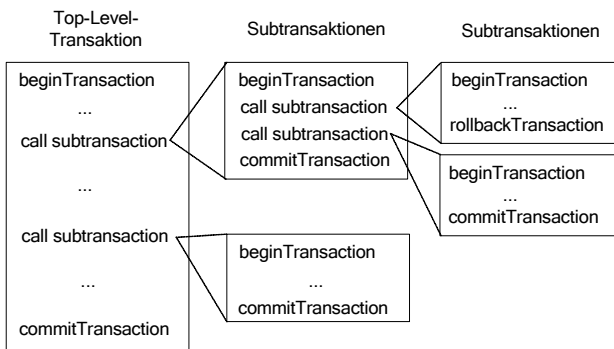 Top-Level-
Transaktion
beginTransaction
...
call subtransaction
...
call subtransaction
...
commitTransaction
Subtransaktionen
beginTransaction
call subtransaction
call subtransaction
commitTransaction
beginTransaction
...
commitTransaction
Subtransaktionen
beginTransaction
...
rollbackTransaction
beginTransaction
...
commitTransaction